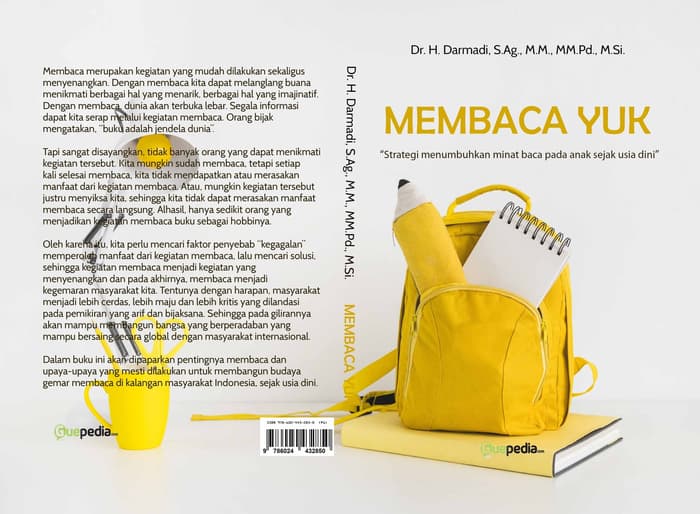 Membaca merupakan kegiatan yang mudah dilakukan sekaligus
menyenangkan. Dengan membaca kita dapat melanglang buana
menikmati berbagai hal yang menarik, berbagai hal yang imajinatif.
Dengan membaca, dunia akan terbuka lebar. Segala informasi
dapat kita serap melalui kegiatan membaca. Orang bijak
mengatakan, "buku adalah jendela dunia".
Tapi sangat disayangkan, tidak banyak orang yang dapat menikmati
kegiatan tersebut. Kita mungkin sudah membaca, tetapi setiap
kali selesai membaca, kita tidak mendapatkan atau merasakan
manfaat dari kegiatan membaca. Atau, mungkin kegiatan tersebut
justru menyiksa kita, sehingga kita tidak dapat merasakan manfaat
membaca secara langsung. Alhasil, hanya sedikit orang yang
menjadikan kegiatan membaca buku sebagai hobbinya.
Oleh karena itu, kita perlu mencari faktor penyebab "kegagalan"
memperoleh manfaat dari kegiatan membaca, lalu mencari solusi,
sehingga kegiatan membaca menjadi kegiatan yang
menyenangkan dan pada akhirnya, membaca menjadi
kegemaran masyarakat kita. Tentunya dengan harapan, masyarakat
menjadi lebih cerdas, lebih maju dan lebih kritis yang dilandasi
pada pemikiran yang arif dan bijaksana. Sehingga pada gilirannya
akan mampu membangun bangsa yang berperadaban yang
mampu bersaing secara global dengan masyarakat internasional.
Dalam buku ini akan dipaparkan pentingnya membaca dan
upaya-upaya yang mesti dilakukan untuk membangun budaya
gemar membaca di kalangan masyarakat Indonesia, sejak usia dini.
Guepedia.com
9 786024 432850
Dr. H. Darmadi, S.Ag., M.M., MM.Pd., M.Si.
MEMBACA YUK
Dr. H. Darmadi, S.Ag., M.M., MM.Pd., M.Si.
MEMBACA YUK
"Strategi menumbuhkan minat baca pada anak sejak usia dini"
Guepedia.com